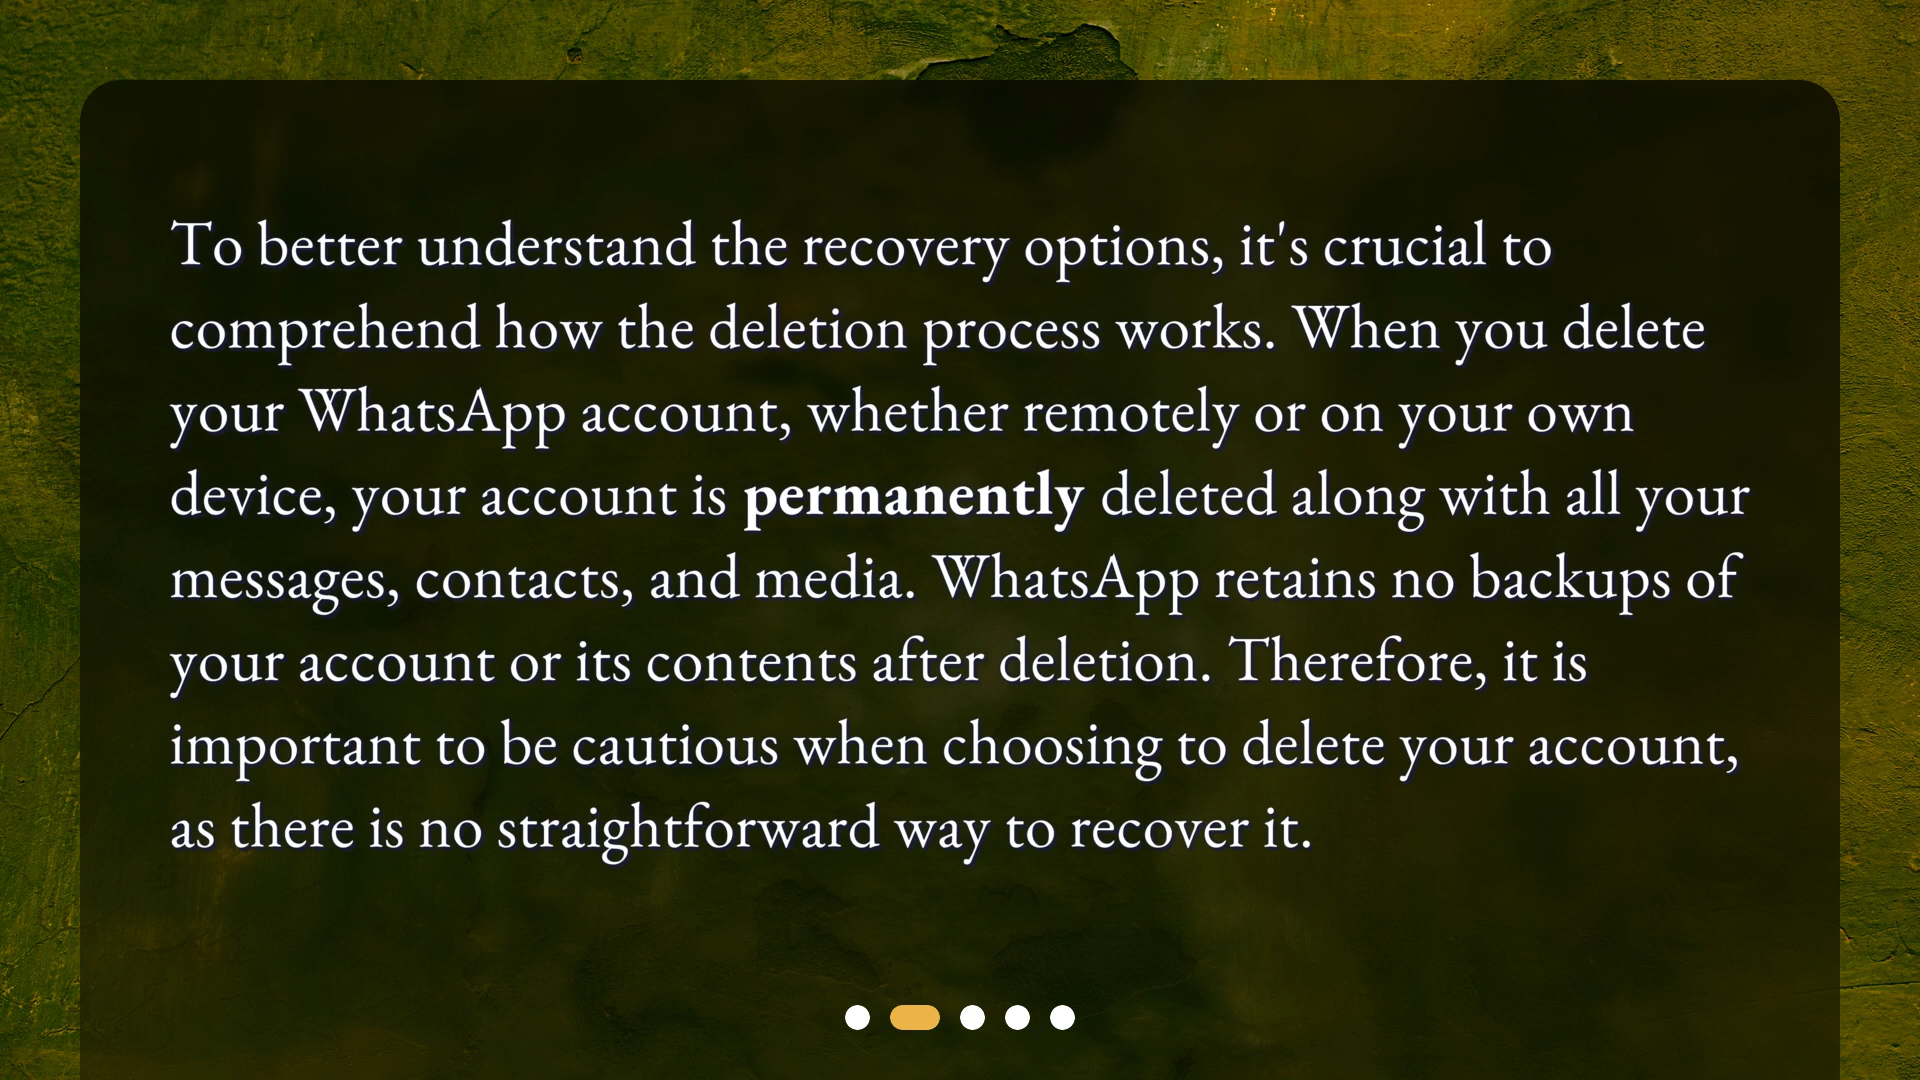 To better understand the recovery options, it's crucial to
comprehend how the deletion process works. When you delete
your WhatsApp account, whether remotely or on your own
device, your account is permanently deleted along with all your
messages, contacts, and media. WhatsApp retains no backups of
your account or its contents after deletion. Therefore, it is
important to be cautious when choosing to delete your account,
as there is no straightforward way to recover it.